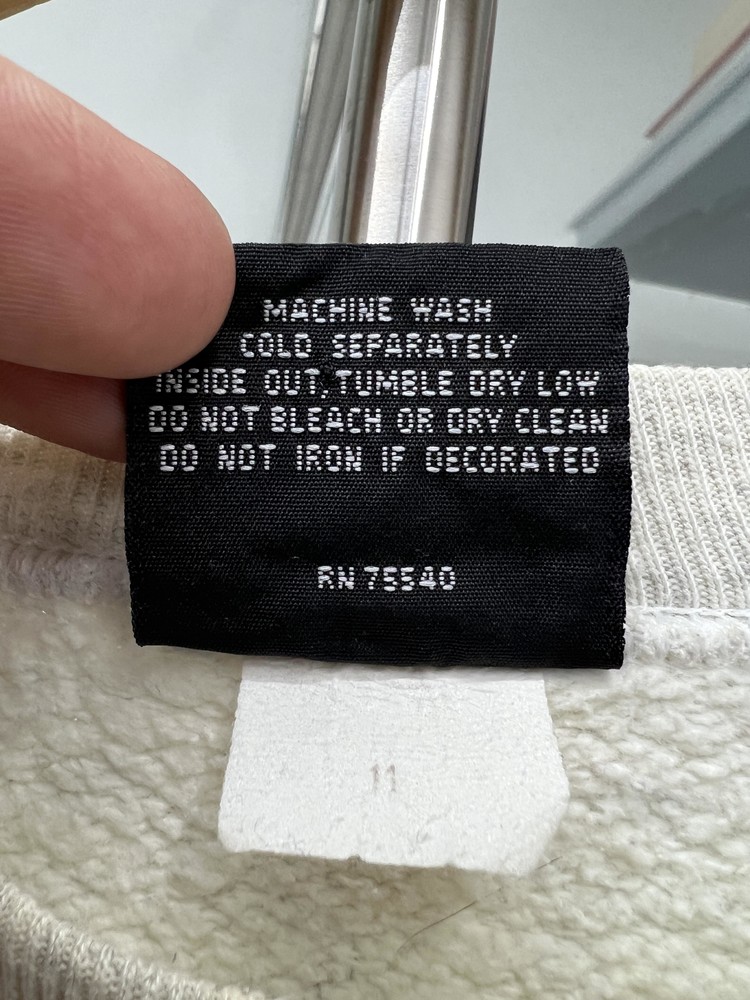 MACHINE WASH
COLD SEPARATELY
INSIDE OUT, TUMBLE DRY LOW
DO NOT BLEACH OR DRY CLEAN
DO NOT IRON IF DECORATED
RN 75540
11